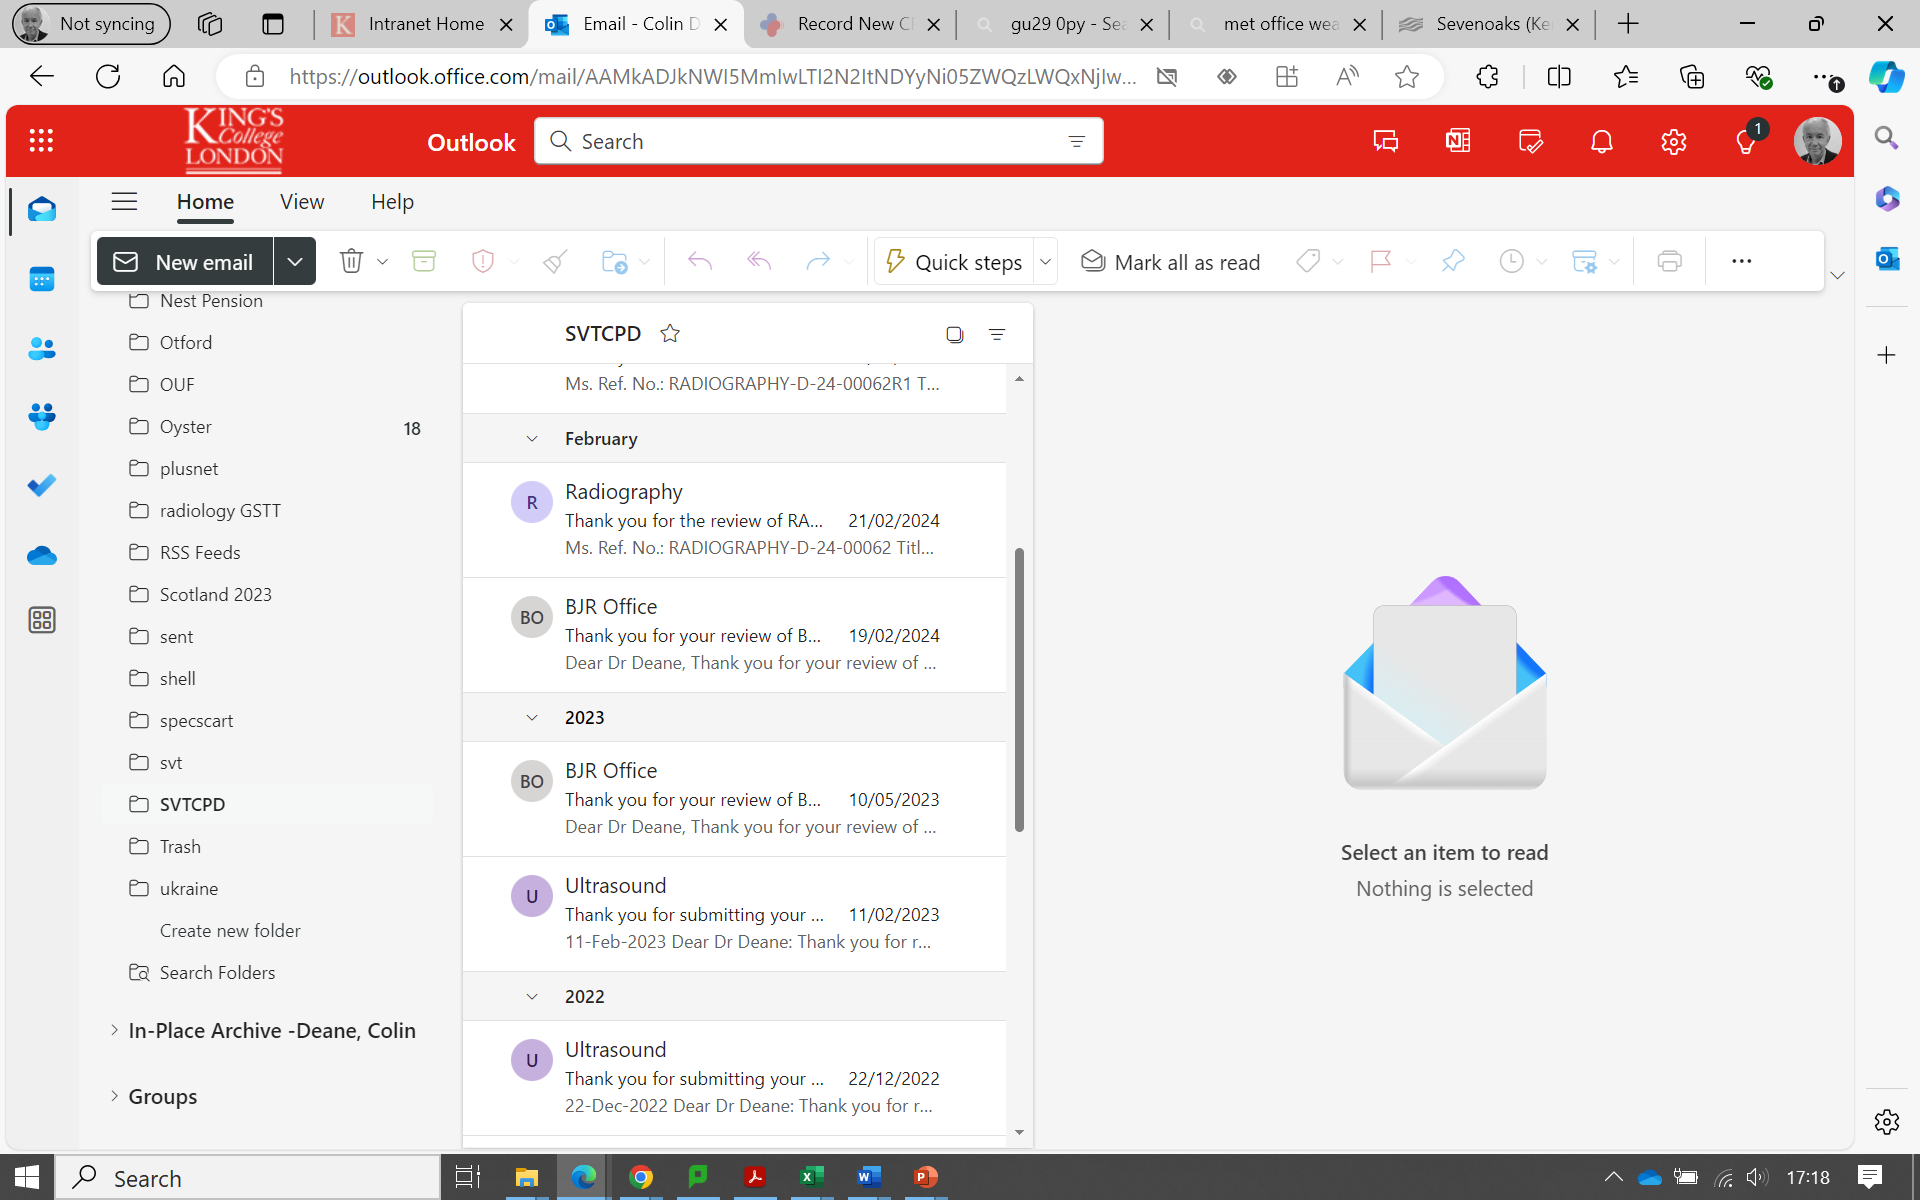 Not syncing
Intranet Home
Email - Colin D
Record New CP
gu29 0py - Sea
met office wea
Sevenoaks (Ke
https://outlook.office.com/mail/AAMkADJkNWI5MmIwLTI2N2ItNDYyNi05ZWQzLWQxNjIw...
KING'S
College
LONDON
Outlook
Search
1
Home
View
Help
New email
Quick steps
Mark all as read
Nest Pension
Otford
OUF
Oyster 18
plusnet
radiology GSTT
RSS Feeds
Scotland 2023
sent
shell
specscart
svt
SVTCPD
Trash
ukraine
Create new folder
Search Folders
In-Place Archive -Deane, Colin
Groups
SVTCPD
Ms. Ref. No.: RADIOGRAPHY-D-24-00062R1 T...
February
R
Radiography
Thank you for the review of RA... 21/02/2024
Ms. Ref. No.: RADIOGRAPHY-D-24-00062 Titl...
BO
BJR Office
Thank you for your review of B... 19/02/2024
Dear Dr Deane, Thank you for your review of ...
2023
BO
BJR Office
Thank you for your review of B... 10/05/2023
Dear Dr Deane, Thank you for your review of ...
U
Ultrasound
Thank you for submitting your ... 11/02/2023
11-Feb-2023 Dear Dr Deane: Thank you for r...
2022
U
Ultrasound
Thank you for submitting your ... 22/12/2022
22-Dec-2022 Dear Dr Deane: Thank you for r...
Select an item to read
Nothing is selected
Search
17:18